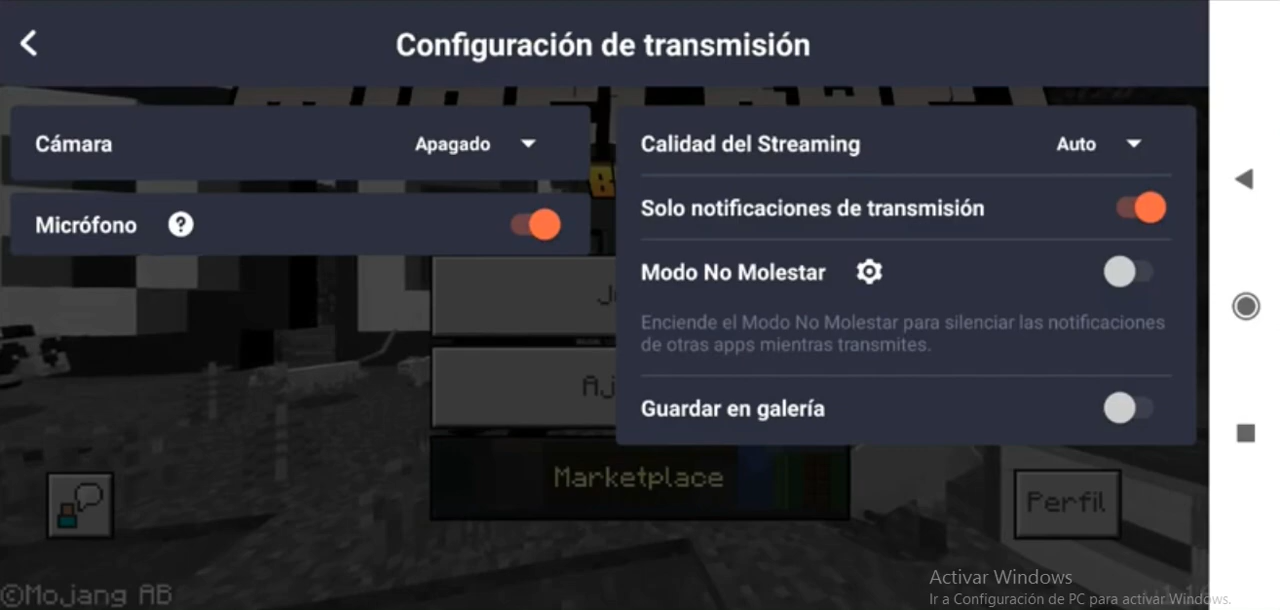 Configuración de transmisión
Cámara
Apagado
Micrófono
?
Calidad del Streaming
Auto
Solo notificaciones de transmisión
Modo No Molestar
Enciende el Modo No Molestar para silenciar las notificaciones
de otras apps mientras transmites.
Guardar en galería
Marketplace
Perfil
©Mojang AB
Activar Windows
Ir a Configuración de PC para activar Windows.